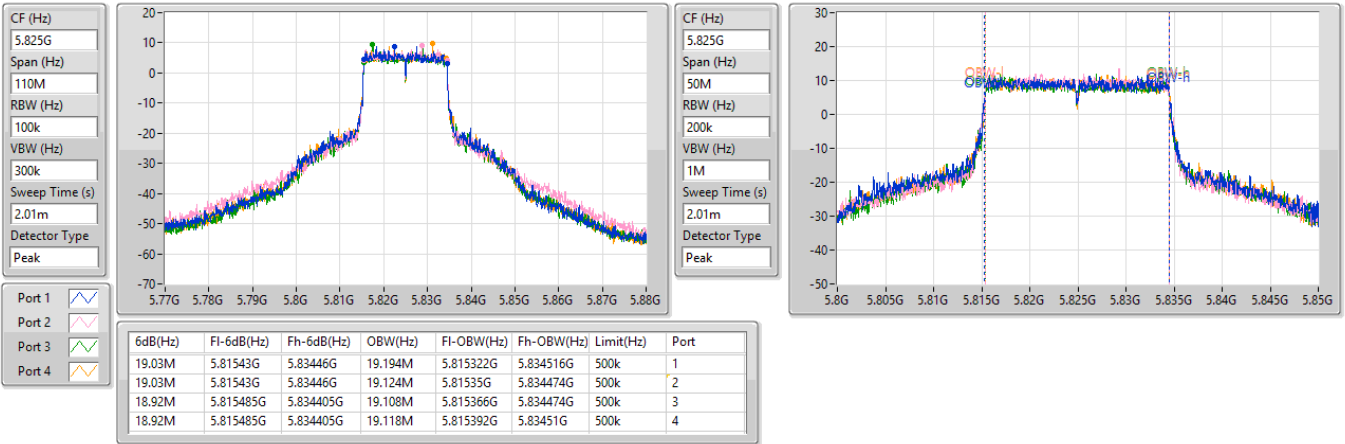 CF (Hz)
5.825G
Span (Hz)
110M
RBW (Hz)
100k
VBW (Hz)
300k
Sweep Time (s)
2.01m
Detector Type
Peak
20
10
0
-10
-20
-30
-40
-50
-60
-70
5.77G 5.78G 5.79G 5.8G 5.81G 5.82G 5.83G 5.84G 5.85G 5.86G 5.87G 5.88G
CF (Hz)
5.825G
Span (Hz)
50M
RBW (Hz)
200k
VBW (Hz)
1M
Sweep Time (s)
2.01m
Detector Type
Peak
30
20
10
0
-10
-20
-30
-40
-50
OBW-h
5.8G 5.805G 5.81G 5.815G 5.82G 5.825G 5.83G 5.835G 5.84G 5.845G 5.85G
Port 1
Port 2
Port 3
Port 4
6dB(Hz) Fl-6dB(Hz) Fh-6dB(Hz) OBW(Hz) Fl-OBW(Hz) Fh-OBW(Hz) Limit(Hz) Port
19.03M 5.81543G 5.83446G 19.194M 5.815322G 5.834516G 500k 1
19.03M 5.81543G 5.83446G 19.124M 5.81535G 5.834474G 500k 2
18.92M 5.815485G 5.834405G 19.108M 5.815366G 5.834474G 500k 3
18.92M 5.815485G 5.834405G 19.118M 5.815392G 5.83451G 500k 4